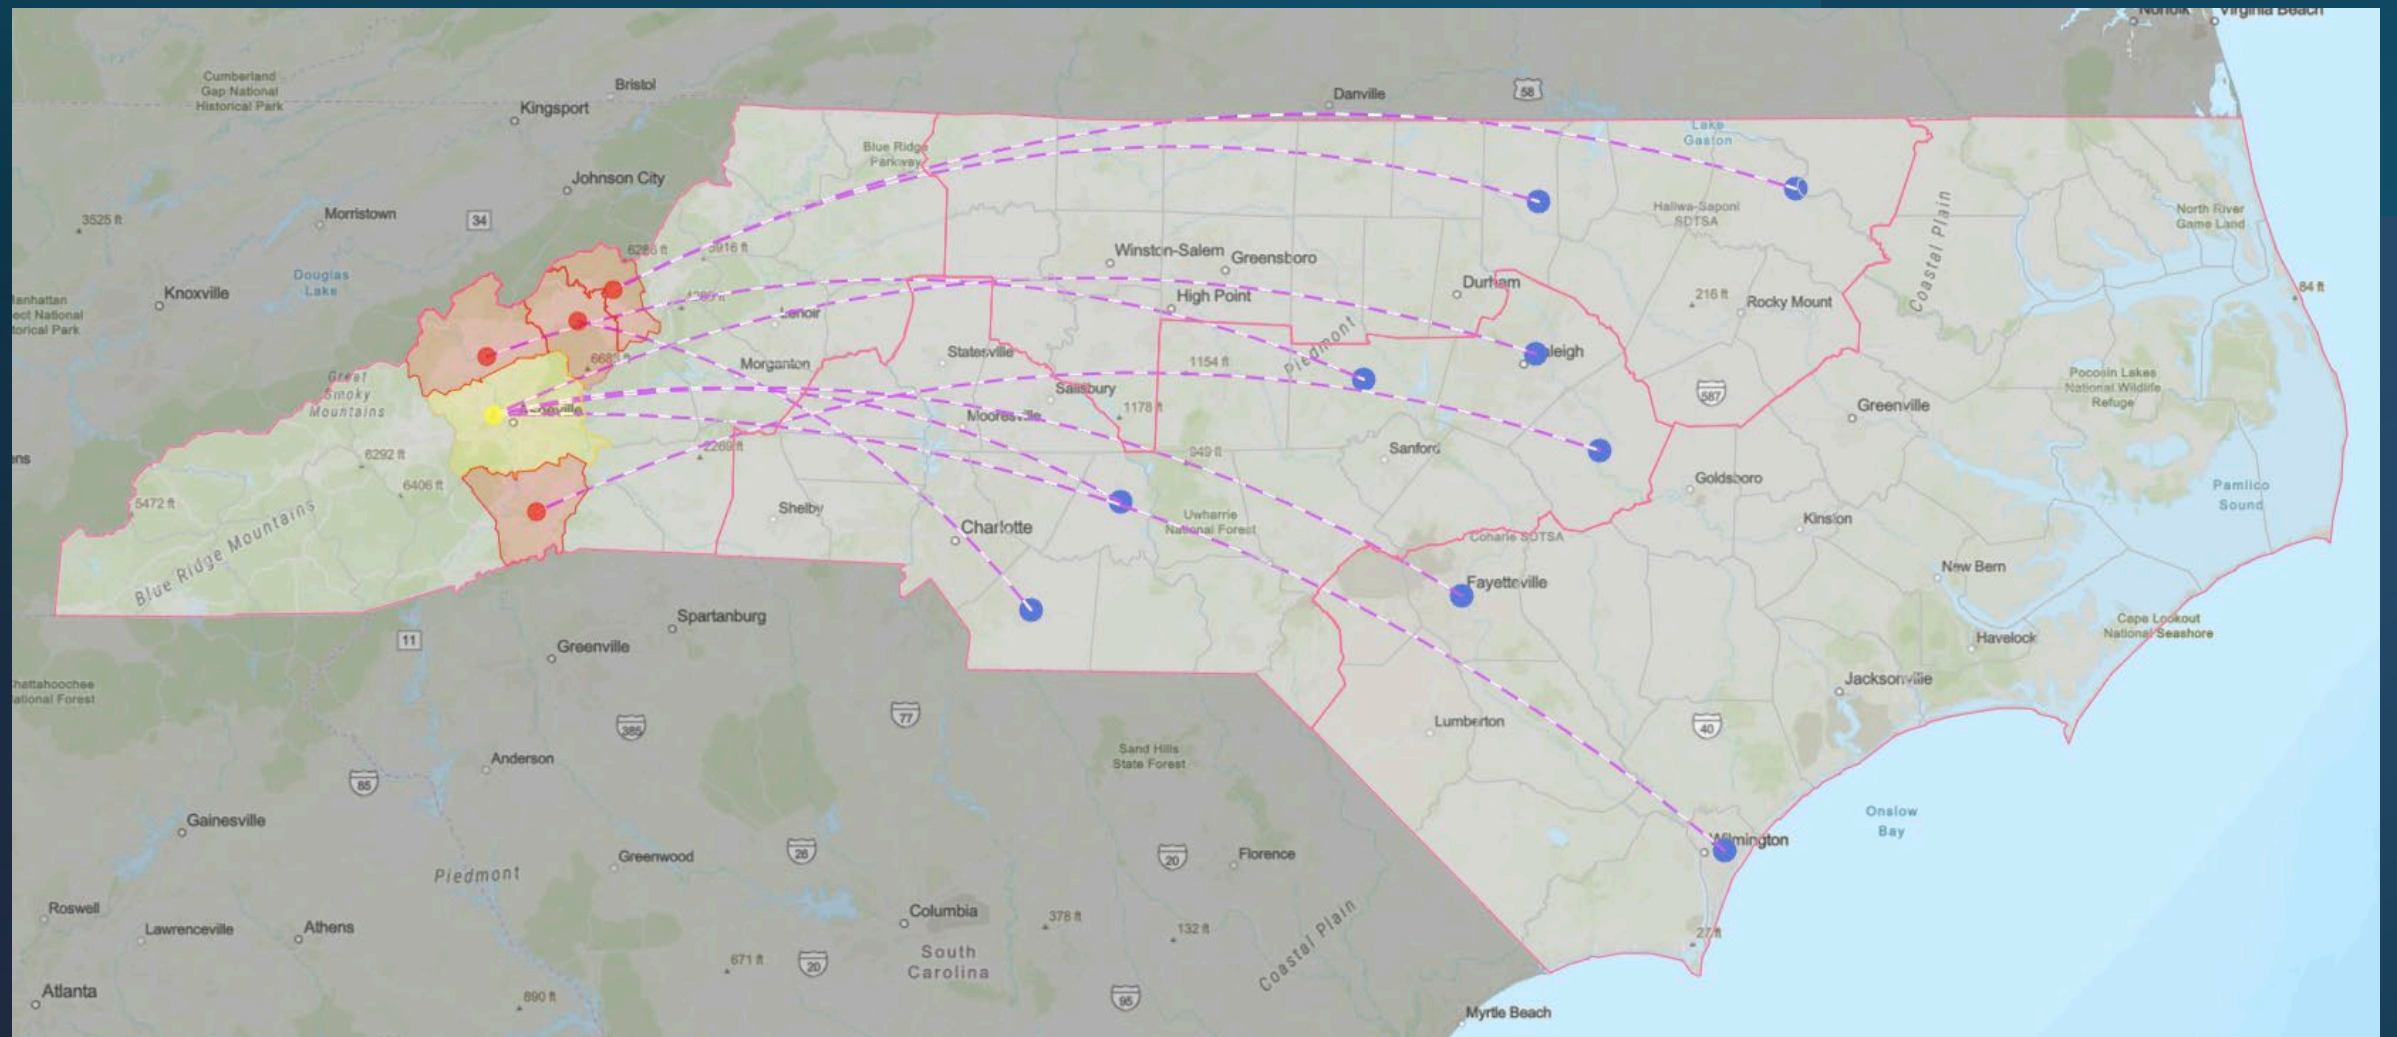 Virginia Beach
Cumberland
Gap National
Historical Park
Bristol
Kingsport
Danville
58
Lake
Gaston
Blue Ridge
Parkway
Johnson City
Morristown
34
3525 ft
Haliwa-Saponi
SDTSA
North River
Game Land
Coastal Plain
6285 ft
5916 ft
Winston-Salem
Greensboro
Douglas
Lake
Knoxville
Durham
High Point
216 ft
Rocky Mount
84 ft
ect National
torical Park
Lenoir
Piedmont
Statesville
Morganton
6683 ft
1154 ft
Great
Smoky
Mountains
Pocosin Lakes
National Wildlife
Refuge
Salisbury
587
1178 ft
Greenville
Mooresville
Asheville
2269 ft
949 ft
Sanford
6292 ft
6406 ft
5472 ft
Goldsboro
Pamlico
Sound
Shelby
Uwharrie
National Forest
Charlotte
Kinston
Coharie SDTSA
Blue Ridge Mountains
New Bern
Fayetteville
Spartanburg
11
Greenville
Cape Lookout
National Seashore
Havelock
Jacksonville
ational Forest
77
385
Lumberton
40
Sand Hills
State Forest
Anderson
85
Onslow
Bay
Gainesville
Wilmington
26
20
Florence
Greenwood
Piedmont
Roswell
Lawrenceville
Athens
Columbia
378 ft
132 ft
27 ft
Coastal Plain
South
Carolina
671 ft
20
Atlanta
890 ft
95
Myrtle Beach